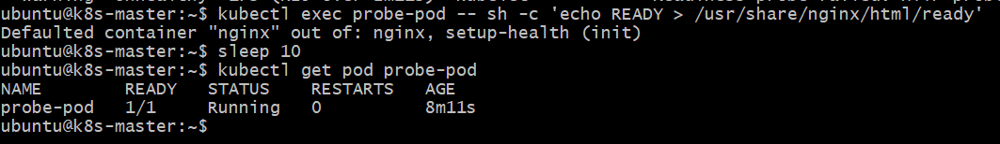 ubuntu@k8s-master:~$ kubectl exec probe-pod -- sh -c 'echo READY > /usr/share/nginx/html/ready'
Defaulted container "nginx" out of: nginx, setup-health (init)
ubuntu@k8s-master:~$ sleep 10
ubuntu@k8s-master:~$ kubectl get pod probe-pod
NAME READY STATUS RESTARTS AGE
probe-pod 1/1 Running 0 8m11s
ubuntu@k8s-master:~$